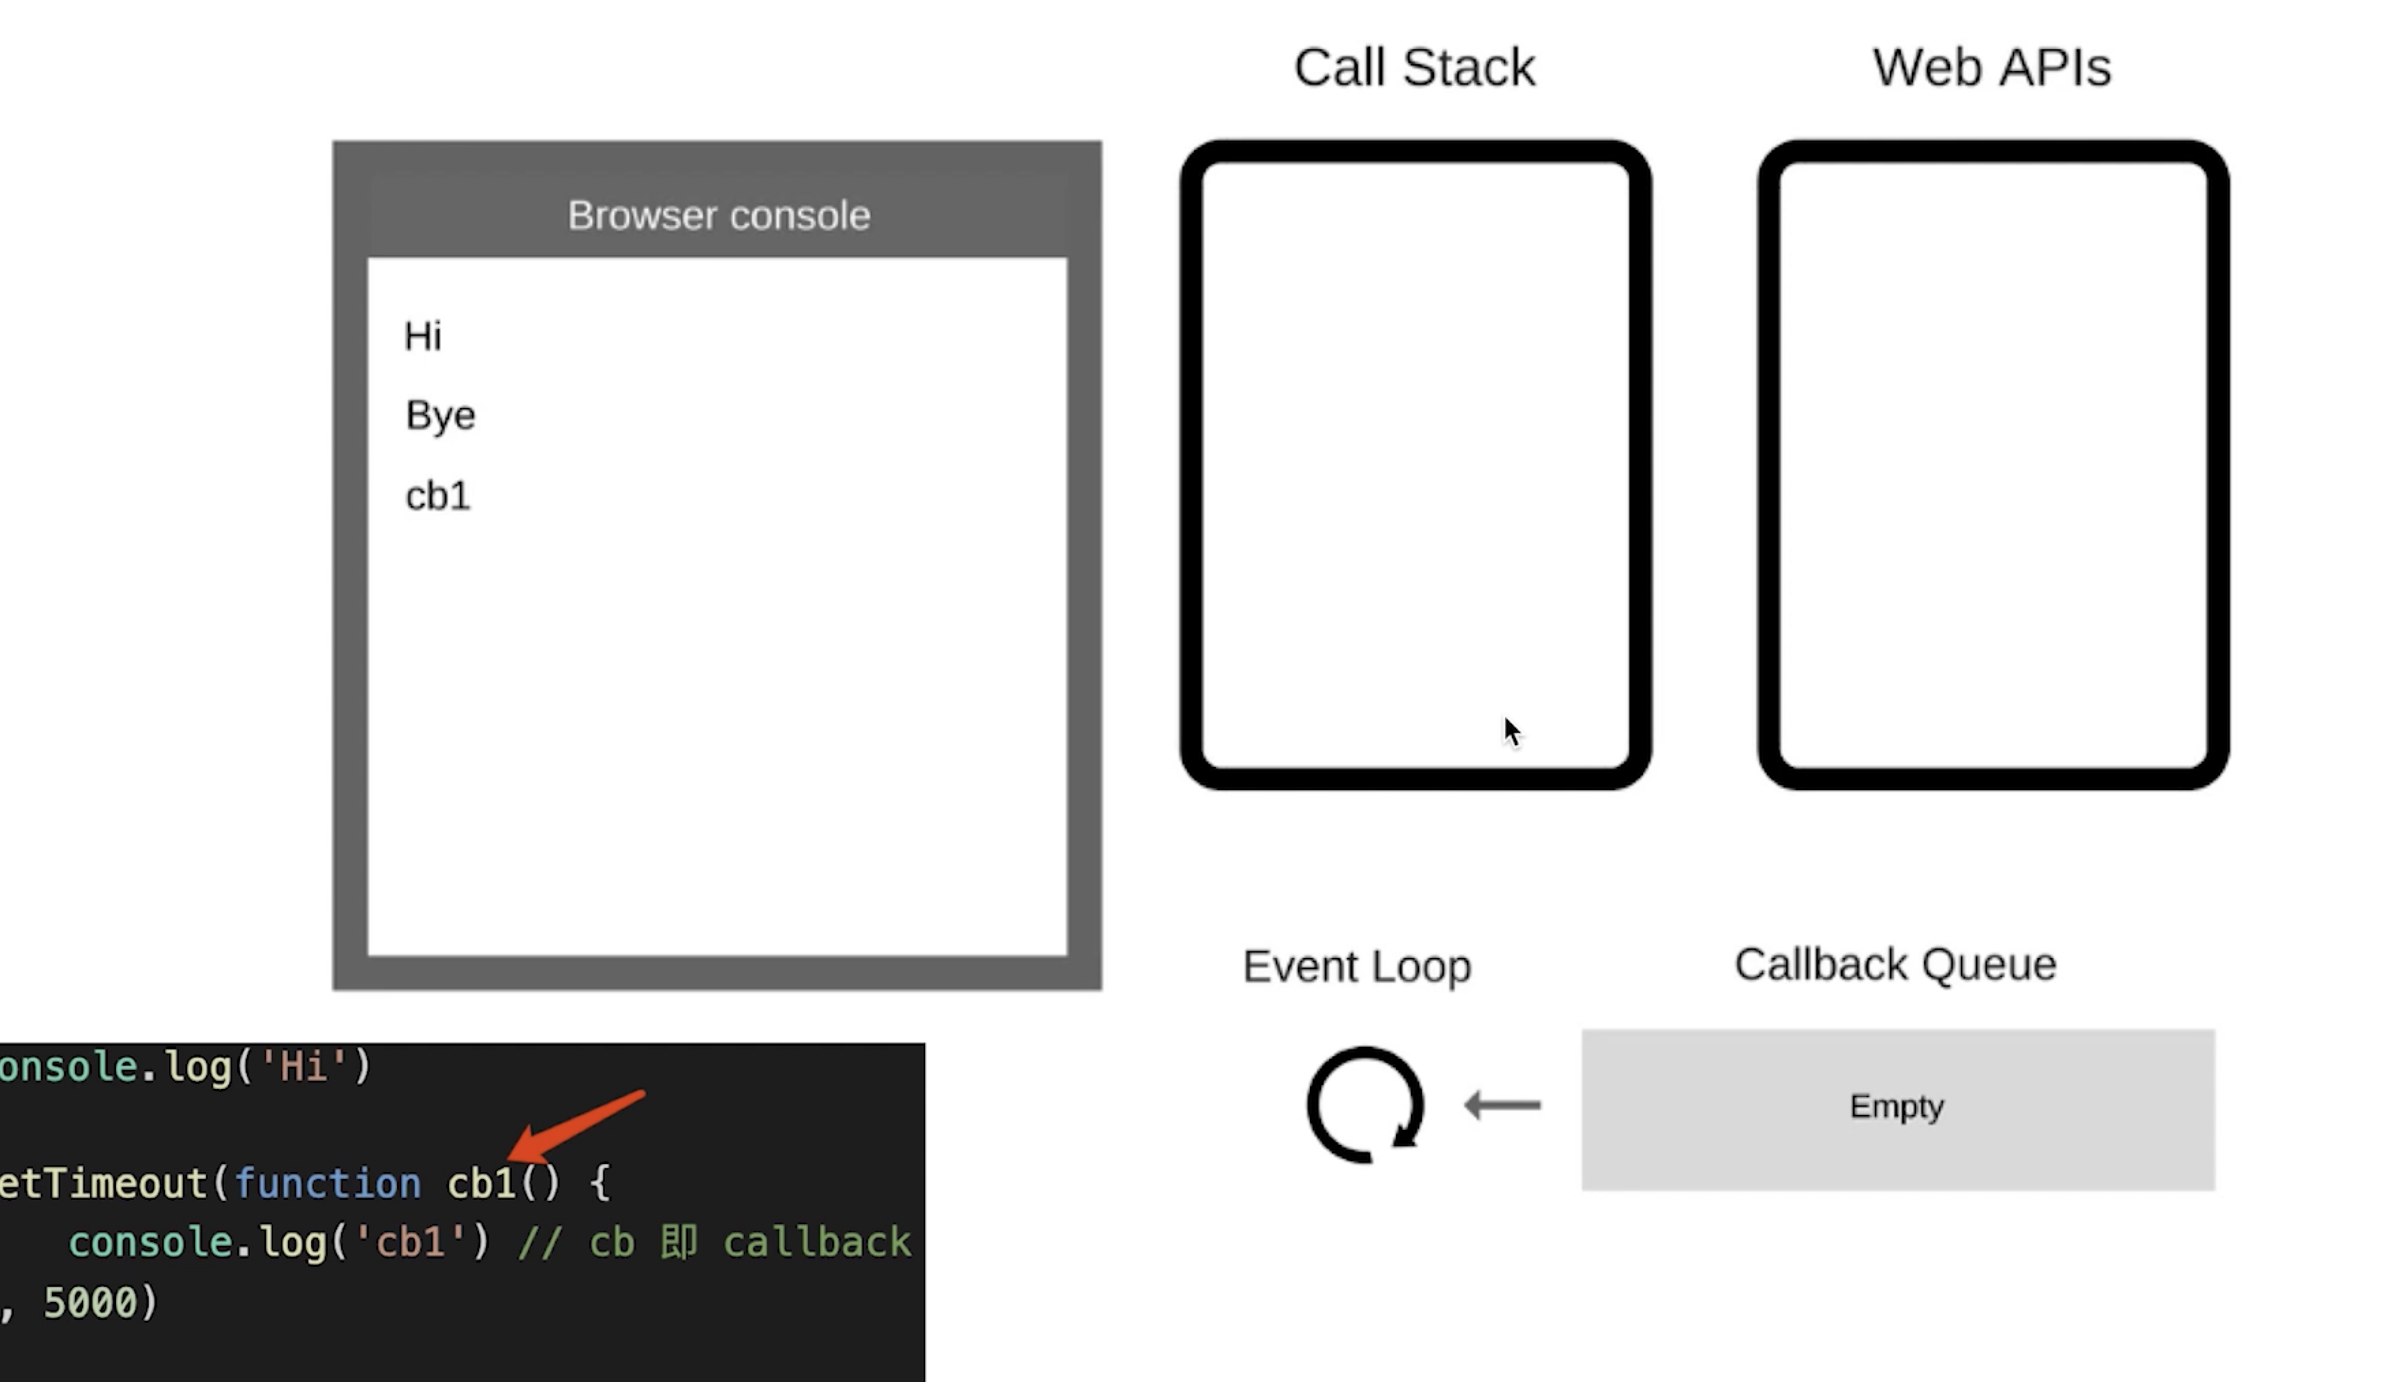 Call Stack
Web APIs
Browser console
Hi
Bye
cb1
Event Loop
Callback Queue
Empty
onsole.log('Hi')
etTimeout(function cb1() {
console.log('cb1') // cb 即 callback
, 5000)